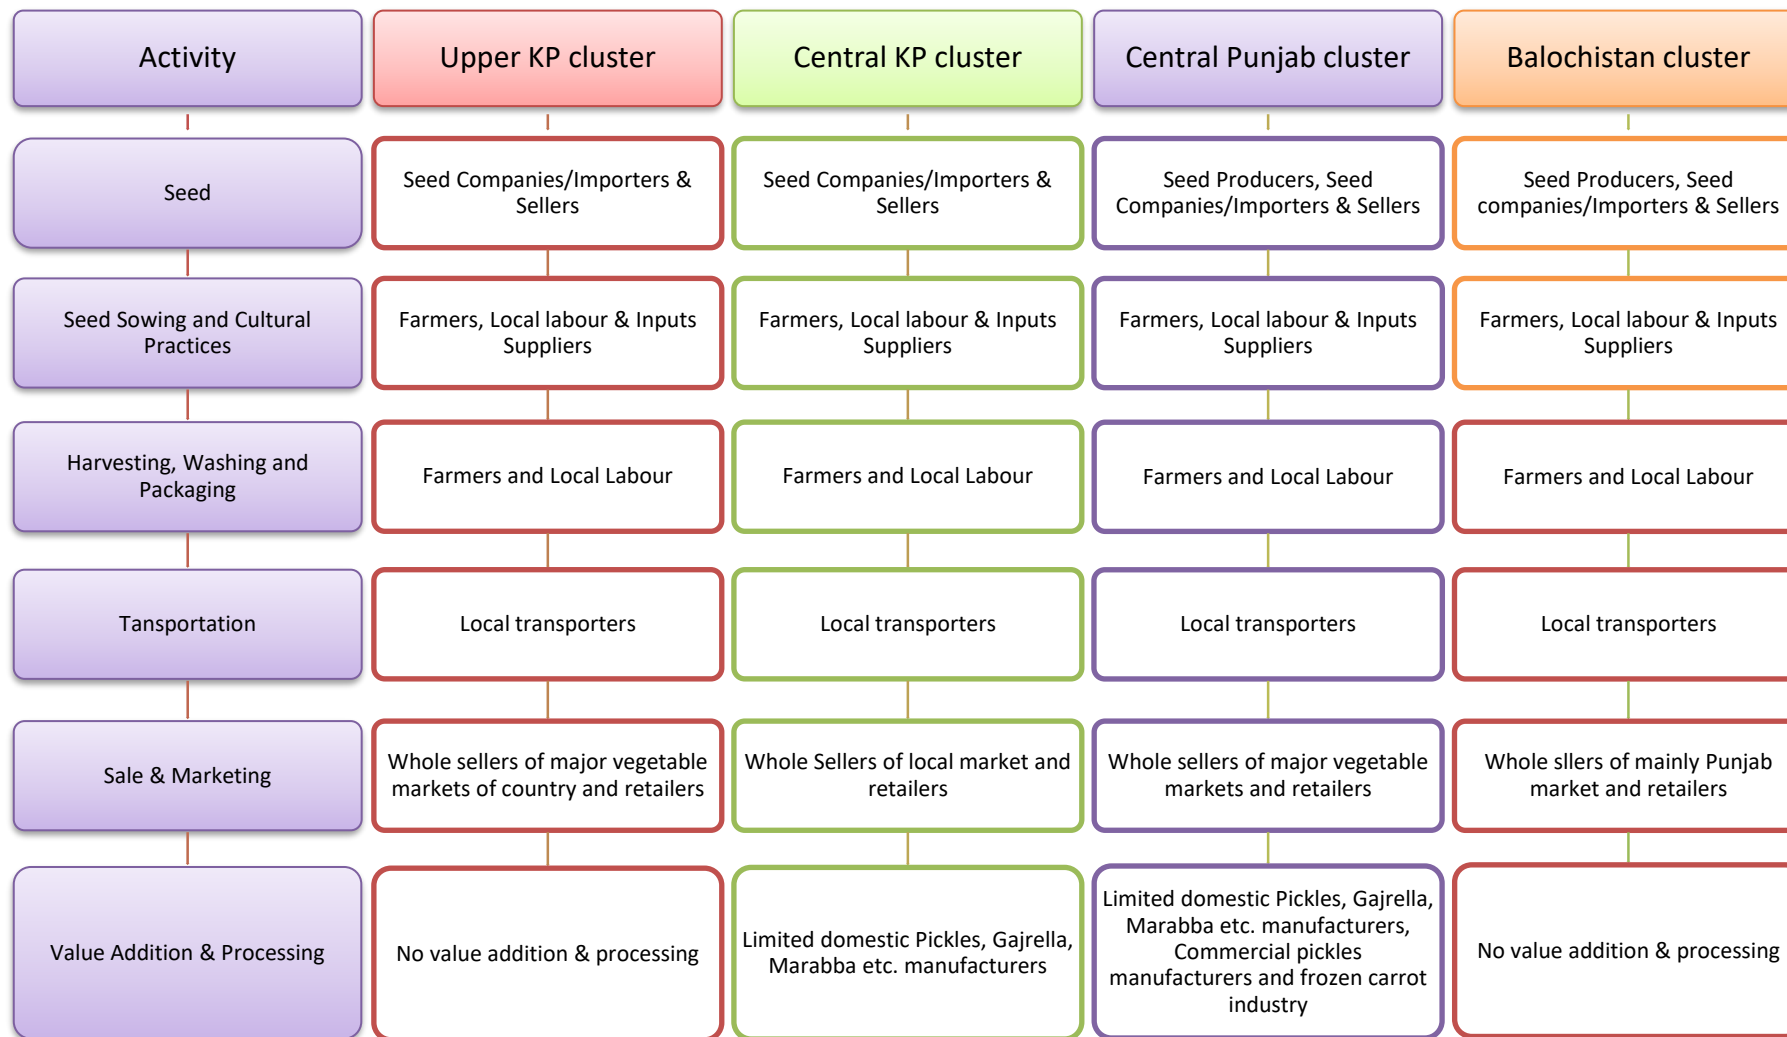 Activity
Upper KP cluster
Central KP cluster
Central Punjab cluster
Balochistan cluster
Seed
Seed Companies/Importers &
Sellers
Seed Companies/Importers &
Sellers
Seed Producers, Seed
Companies/Importers & Sellers
Seed Producers, Seed
companies/Importers & Sellers
Seed Sowing and Cultural
Practices
Farmers, Local labour & Inputs
Suppliers
Farmers, Local labour & Inputs
Suppliers
Farmers, Local labour & Inputs
Suppliers
Farmers, Local labour & Inputs
Suppliers
Harvesting, Washing and
Packaging
Farmers and Local Labour
Farmers and Local Labour
Farmers and Local Labour
Farmers and Local Labour
Tansportation
Local transporters
Local transporters
Local transporters
Local transporters
Sale & Marketing
Whole sellers of major vegetable
markets of country and retailers
Whole Sellers of local market and
retailers
Whole sellers of major vegetable
markets and retailers
Whole sllers of mainly Punjab
market and retailers
Value Addition & Processing
No value addition & processing
Limited domestic Pickles, Gajrella,
Marabba etc. manufacturers
Limited domestic Pickles, Gajrella,
Marabba etc. manufacturers,
Commercial pickles
manufacturers and frozen carrot
industry
No value addition & processing